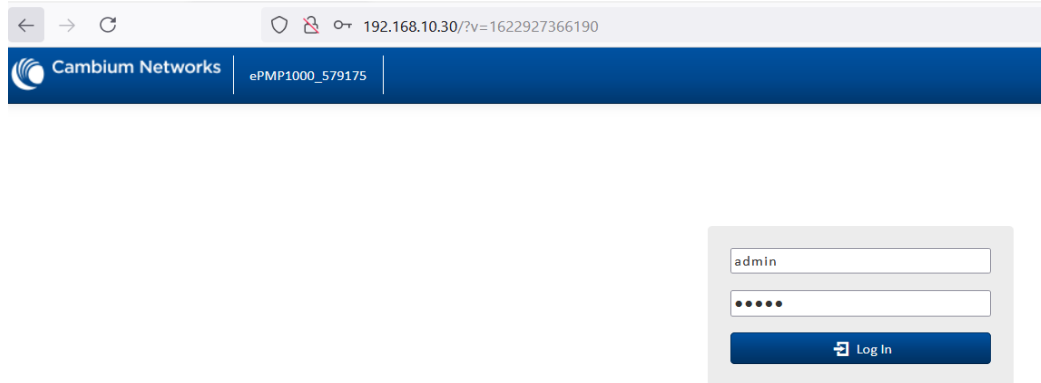 192.168.10.30/?v=1622927366190
Cambium Networks
ePMP1000_579175
admin
•••••
Log In